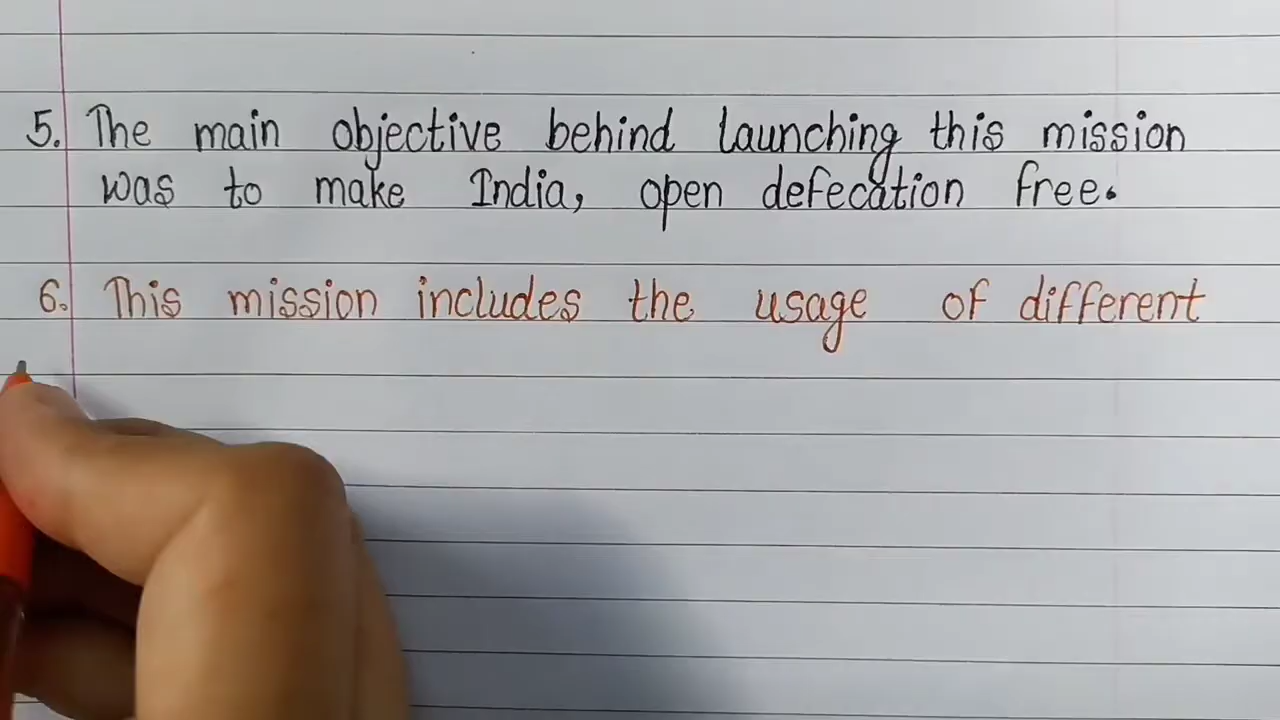 5. The main objective behind launching this mission
was to make India, open defecation free.
6. This mission includes the usage of different